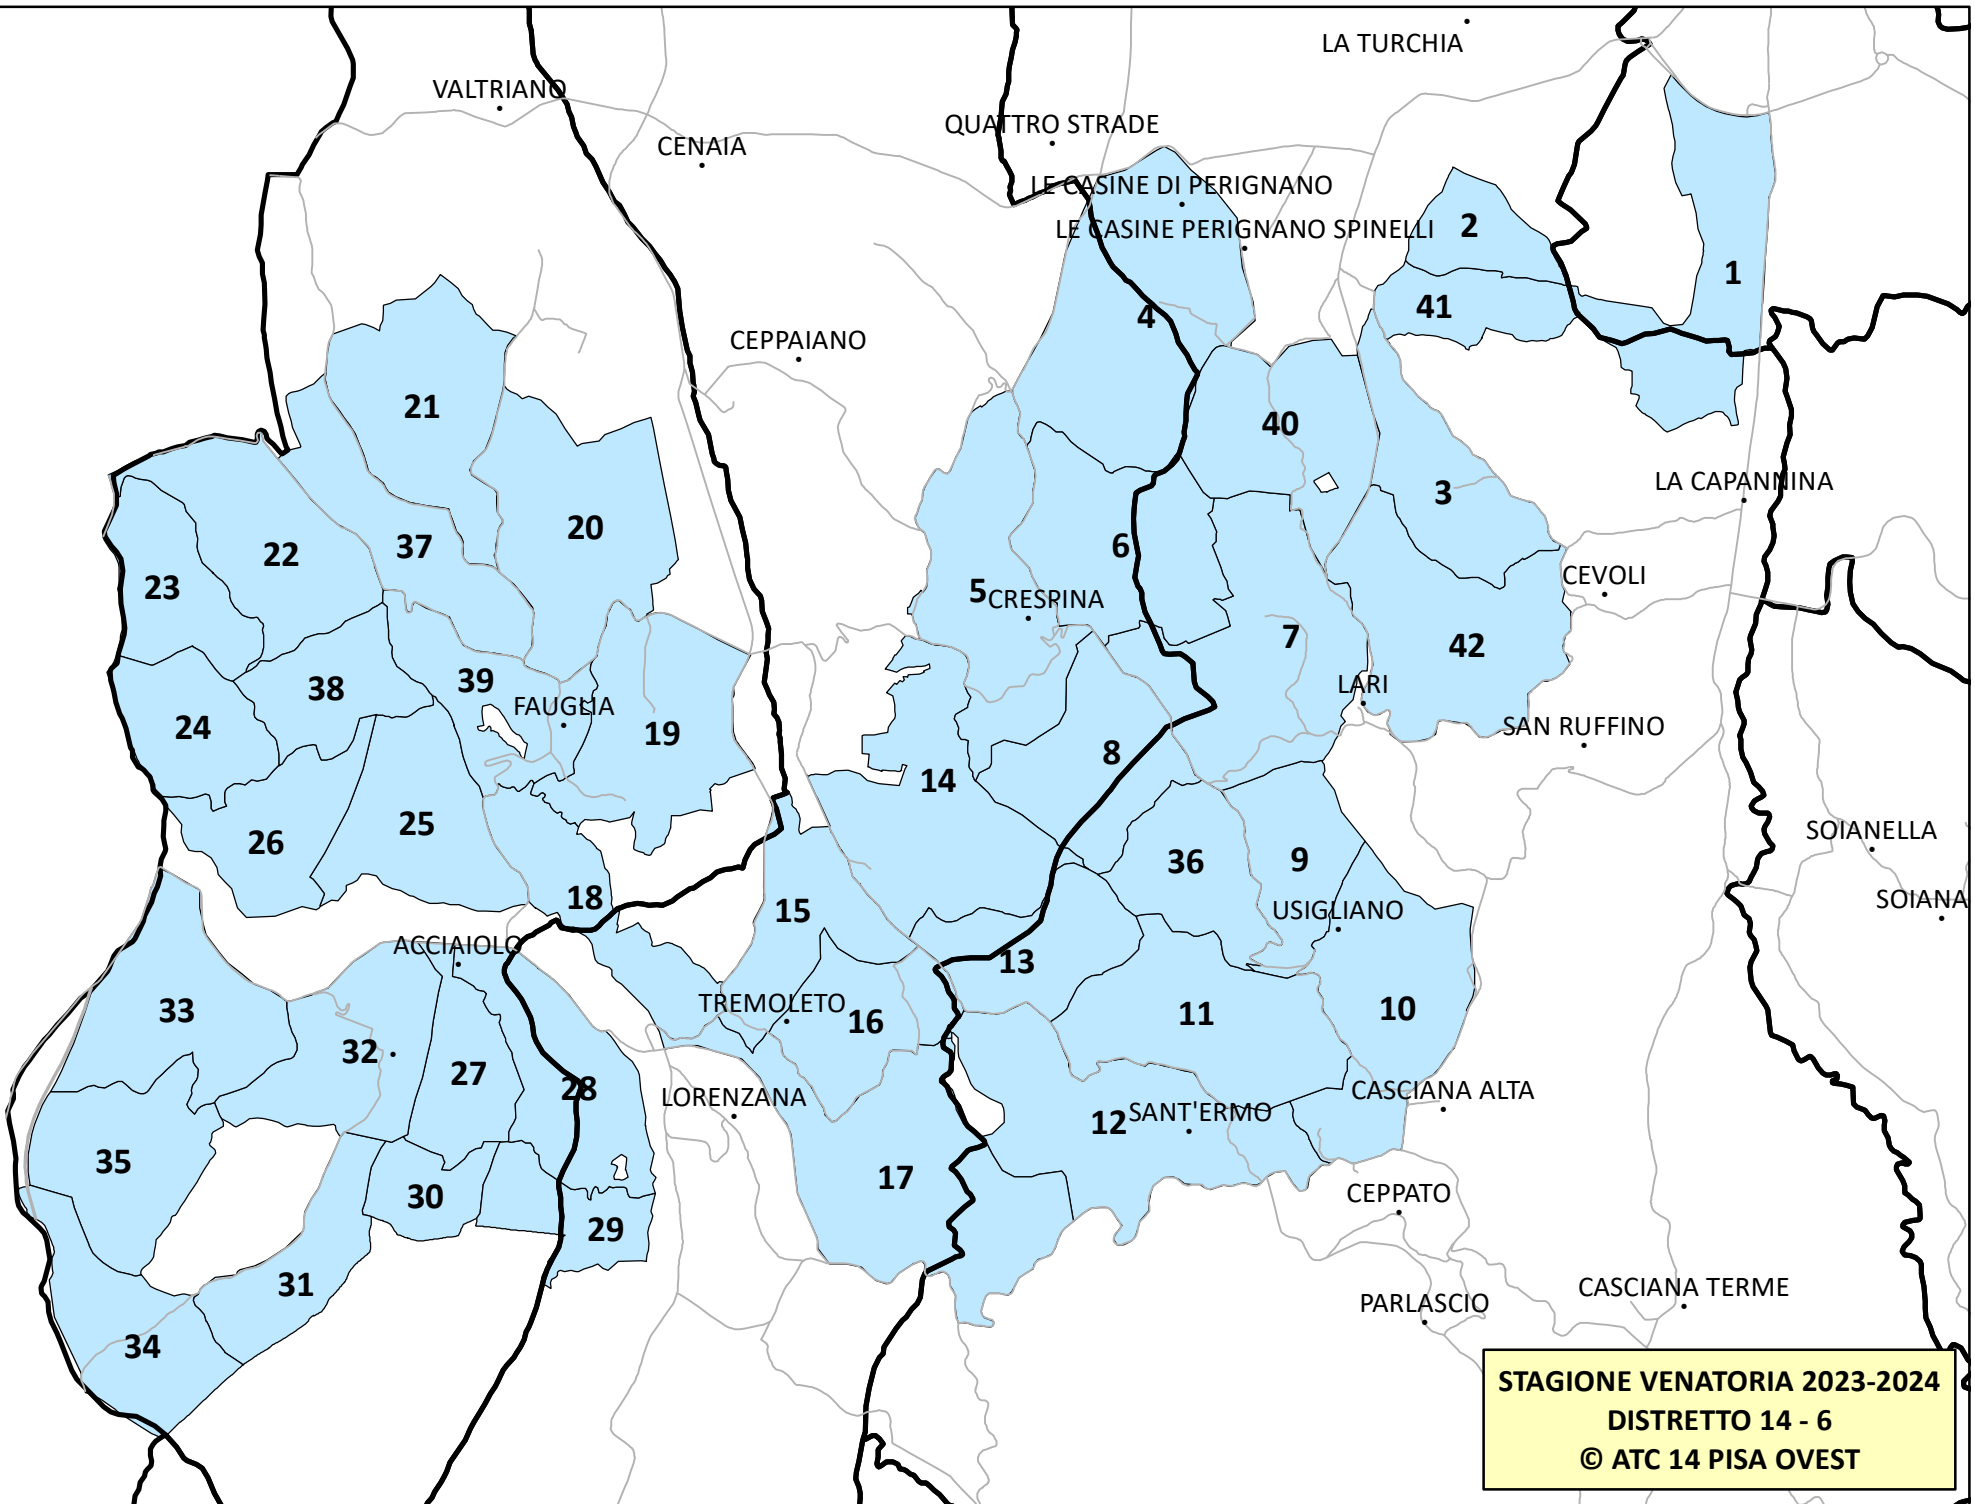 LA TURCHIA
VALTRIANO
QUATTRO STRADE
CENAIA
LE CASINE DI PERIGNANO
LE CASINE PERIGNANO SPINELLI
2
1
41
4
CEPPAIANO
21
40
3
LA CAPANNINA
20
37
22
6
23
5
CRESPINA
CEVOLI
7
42
39
38
LARI
FAUGLIA
24
19
SAN RUFFINO
8
14
25
26
SOIANELLA
36
9
18
15
USIGLIANO
SOIANA
ACCIAIOLO
13
TREMOLETO
33
16
11
10
32
27
28
LORENZANA
CASCIANA ALTA
12
SANT'ERMO
35
17
30
CEPPATO
29
31
CASCIANA TERME
PARLASCIO
34
STAGIONE VENATORIA 2023-2024
DISTRETTO 14 - 6
© ATC 14 PISA OVEST